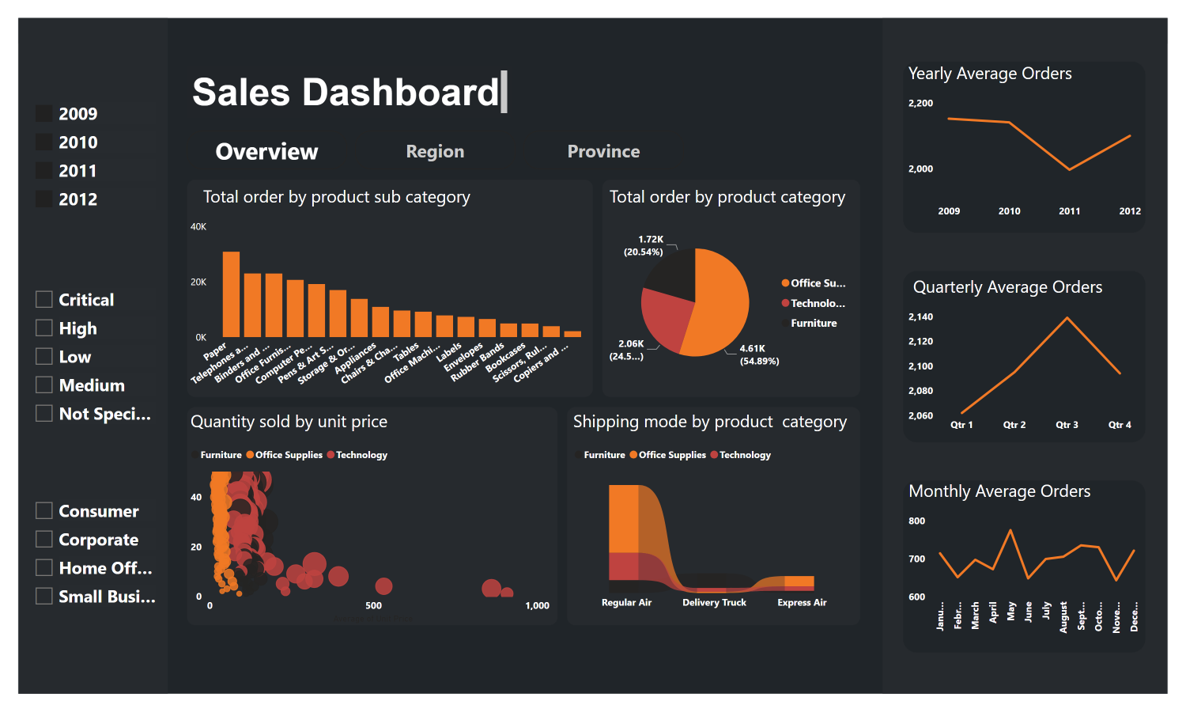 Sales Dashboard
Overview Region Province
2009
2010
2011
2012
Critical
High
Low
Medium
Not Speci...
Consumer
Corporate
Home Off...
Small Busi...
Total order by product sub category
40K
20K
0K
Paper
Telephones a...
Binders and ...
Office Furnis...
Computer Pe...
Pens & Art S...
Storage & Or...
Appliances
Chairs & Cha...
Tables
Office Machi...
Labels
Envelopes
Rubber Bands
Bookcases
Scissors, Rul...
Copiers and ...
Total order by product category
1.72K
(20.54%)
2.06K
(24.5...)
4.61K
(54.89%)
Office Su...
Technolo...
Furniture
Quantity sold by unit price
Furniture Office Supplies Technology
40
20
0
0 500 1,000
Shipping mode by product category
Furniture Office Supplies Technology
Regular Air Delivery Truck Express Air
Yearly Average Orders
2,200
2,000
2009 2010 2011 2012
Quarterly Average Orders
2,140
2,120
2,100
2,080
2,060
Qtr 1 Qtr 2 Qtr 3 Qtr 4
Monthly Average Orders
800
700
600
Janu...
Febr...
March
April
May
June
July
August
Sept...
Octo...
Nove...
Dece...